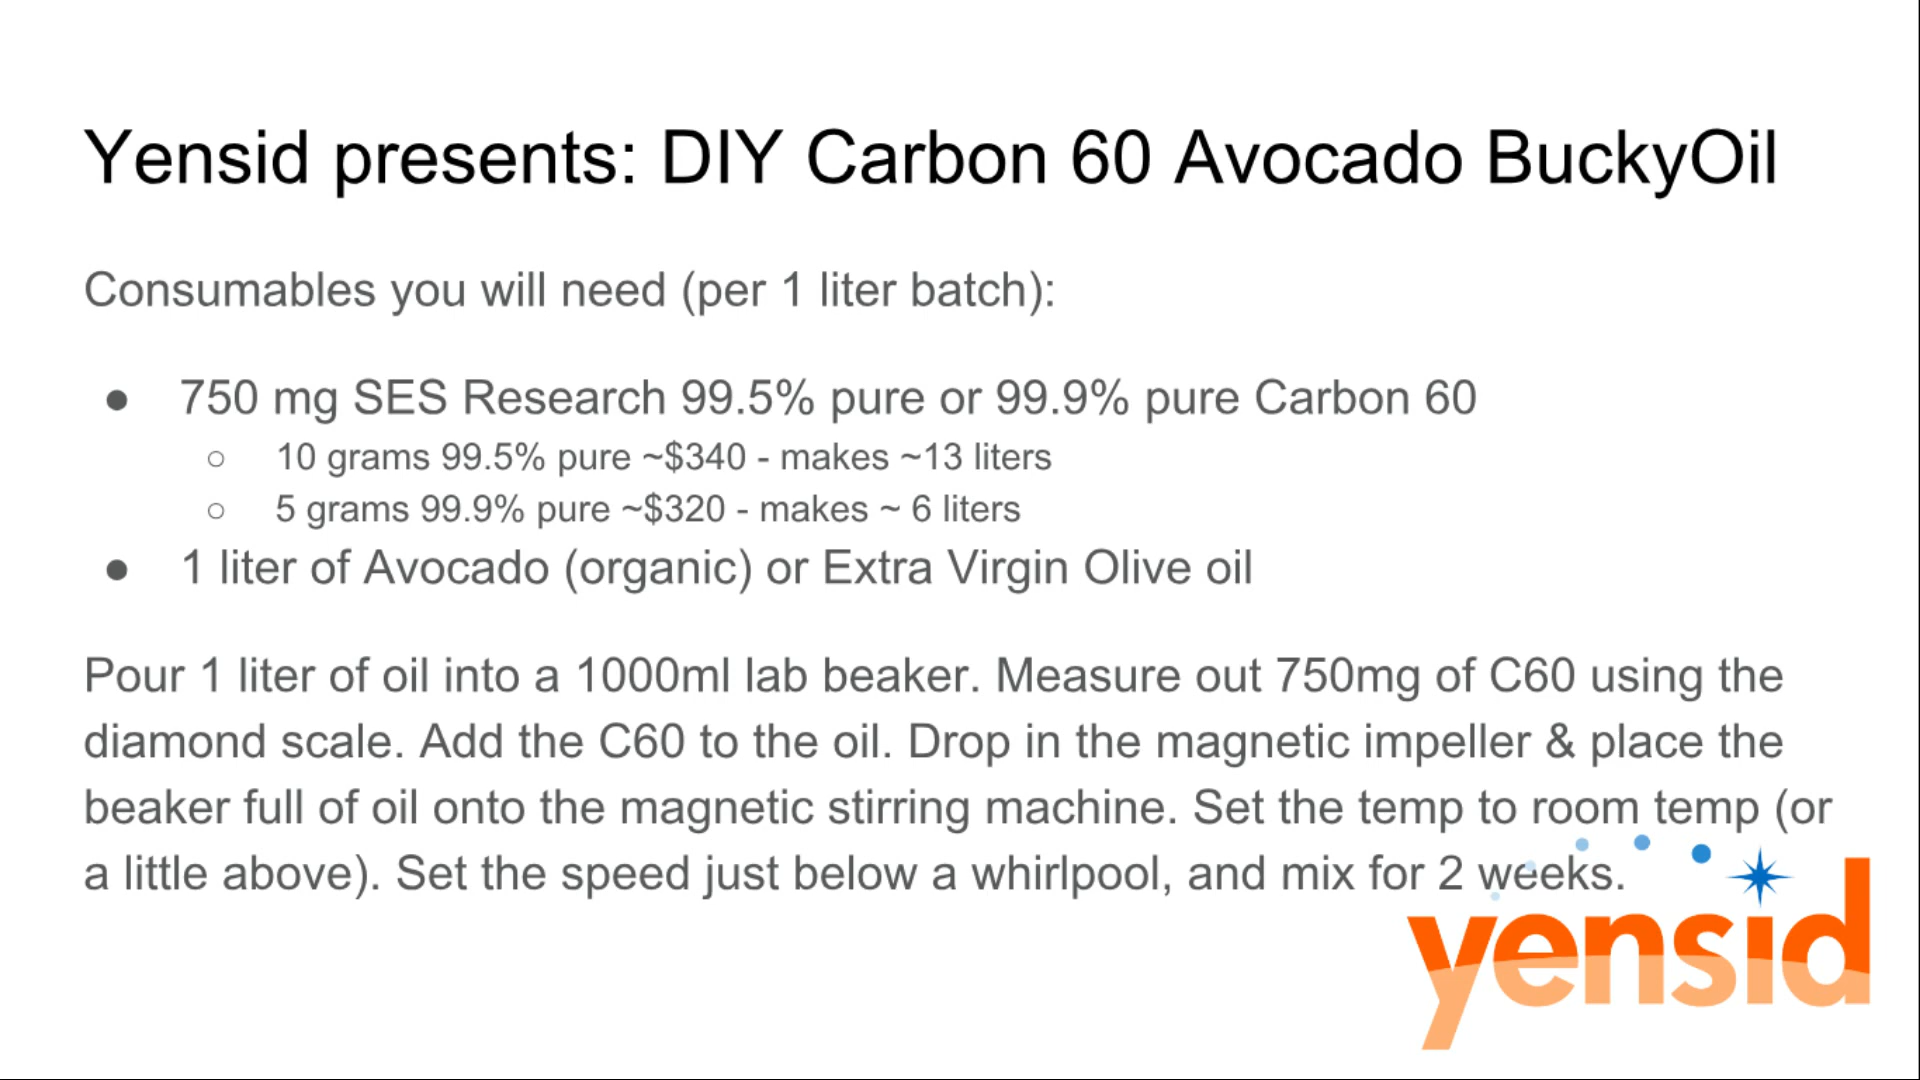 Yensid presents: DIY Carbon 60 Avocado BuckyOil
Consumables you will need (per 1 liter batch):
● 750 mg SES Research 99.5% pure or 99.9% pure Carbon 60
○ 10 grams 99.5% pure ~$340 - makes ~13 liters
○ 5 grams 99.9% pure ~$320 - makes ~ 6 liters
● 1 liter of Avocado (organic) or Extra Virgin Olive oil
Pour 1 liter of oil into a 1000ml lab beaker. Measure out 750mg of C60 using the
diamond scale. Add the C60 to the oil. Drop in the magnetic impeller & place the
beaker full of oil onto the magnetic stirring machine. Set the temp to room temp (or
a little above). Set the speed just below a whirlpool, and mix for 2 weeks.
yensid